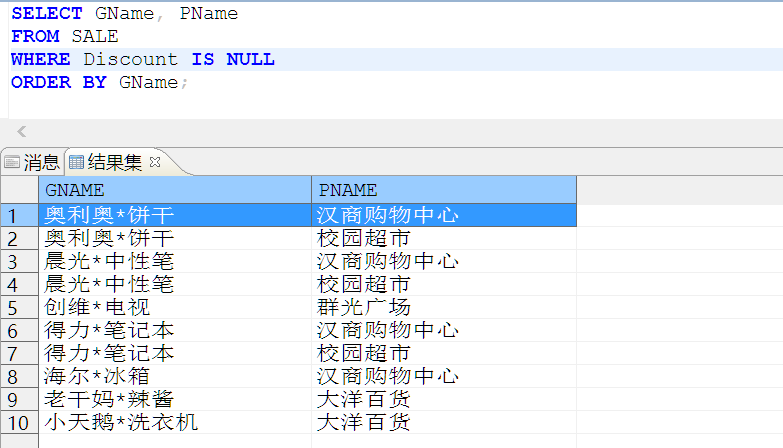 SELECT GName, PName
FROM SALE
WHERE Discount IS NULL
ORDER BY GName;
消息 结果集
GNAME PNAME
1 奥利奥*饼干 汉商购物中心
2 奥利奥*饼干 校园超市
3 晨光*中性笔 汉商购物中心
4 晨光*中性笔 校园超市
5 创维*电视 群光广场
6 得力*笔记本 汉商购物中心
7 得力*笔记本 校园超市
8 海尔*冰箱 汉商购物中心
9 老干妈*辣酱 大洋百货
10 小天鹅*洗衣机 大洋百货